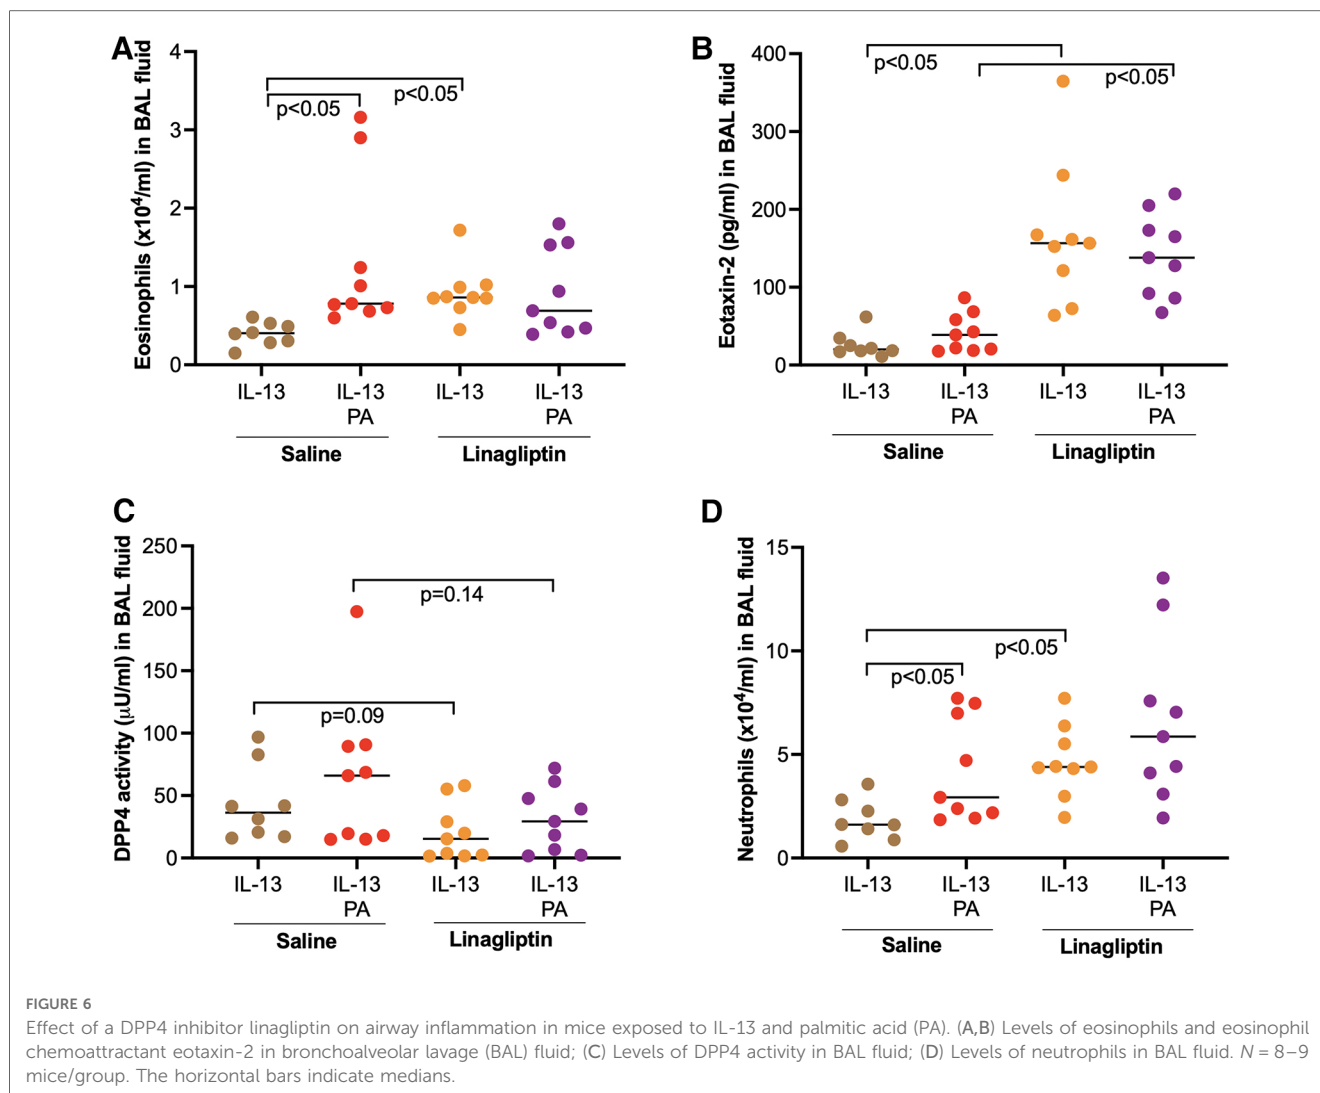 A
Eosinophils (x10⁴/ml) in BAL fluid
4
3
2
1
0
p<0.05
p<0.05
IL-13
IL-13
IL-13
IL-13
PA
PA
Saline
Linagliptin
B
Eotaxin-2 (pg/ml) in BAL fluid
400
300
200
100
0
p<0.05
p<0.05
IL-13
IL-13
IL-13
IL-13
PA
PA
Saline
Linagliptin
C
DPP4 activity (μU/ml) in BAL fluid
250
200
150
100
50
0
p=0.14
p=0.09
IL-13
IL-13
IL-13
IL-13
PA
PA
Saline
Linagliptin
D
Neutrophils (x10⁴/ml) in BAL fluid
15
10
5
0
p<0.05
p<0.05
IL-13
IL-13
IL-13
IL-13
PA
PA
Saline
Linagliptin
FIGURE 6
Effect of a DPP4 inhibitor linagliptin on airway inflammation in mice exposed to IL-13 and palmitic acid (PA). (A,B) Levels of eosinophils and eosinophil
chemoattractant eotaxin-2 in bronchoalveolar lavage (BAL) fluid; (C) Levels of DPP4 activity in BAL fluid; (D) Levels of neutrophils in BAL fluid. N = 8–9
mice/group. The horizontal bars indicate medians.